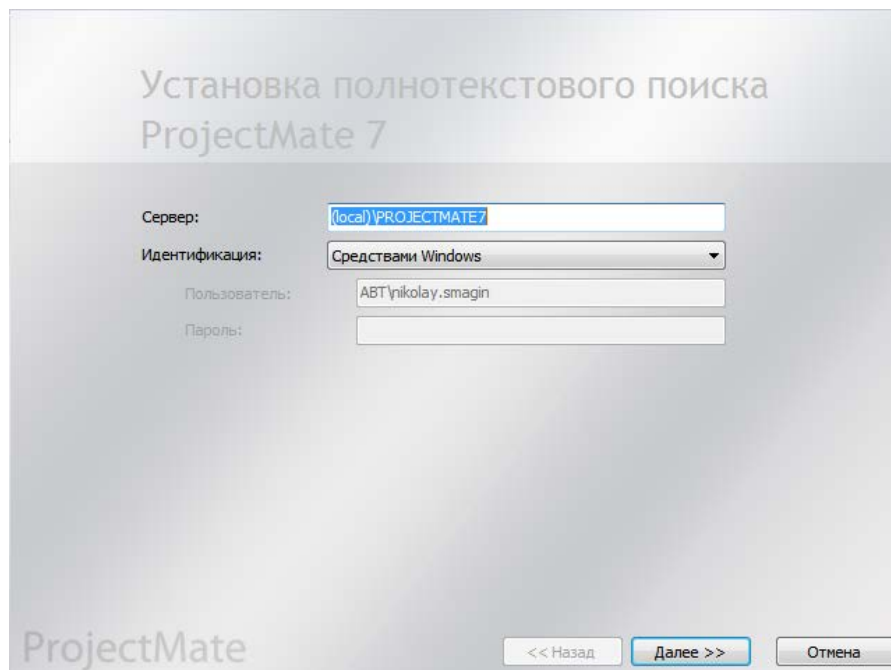 Установка полнотекстового поиска
ProjectMate 7
Сервер: (local)\PROJECTMATE7
Идентификация: Средствами Windows
Пользователь: ABT\nikolay.smagin
Пароль:
ProjectMate
<< Назад Далее >> Отмена